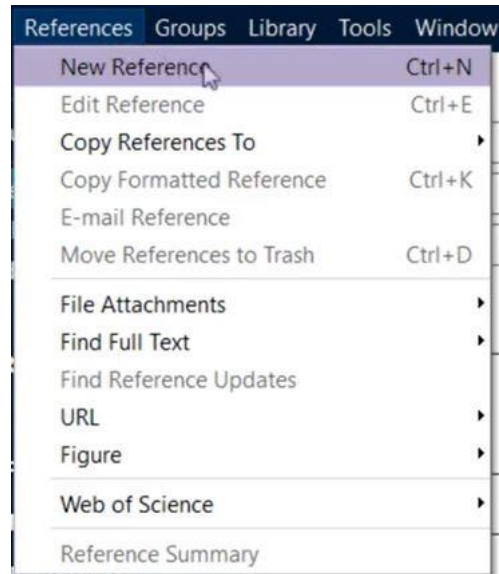 References Groups Library Tools Window
New Reference Ctrl+N
Edit Reference Ctrl+E
Copy References To
Copy Formatted Reference Ctrl+K
E-mail Reference
Move References to Trash Ctrl+D
File Attachments
Find Full Text
Find Reference Updates
URL
Figure
Web of Science
Reference Summary